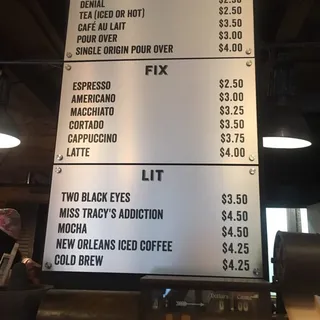 DENIAL $2.50
TEA (ICED OR HOT) $2.50
CAFÉ AU LAIT $3.50
POUR OVER $3.00
SINGLE ORIGIN POUR OVER $4.00
FIX
ESPRESSO $2.50
AMERICANO $3.00
MACCHIATO $3.25
CORTADO $3.50
CAPPUCCINO $3.75
LATTE $4.00
LIT
TWO BLACK EYES $3.50
MISS TRACY'S ADDICTION $4.50
MOCHA $4.50
NEW ORLEANS ICED COFFEE $4.25
COLD BREW $4.25